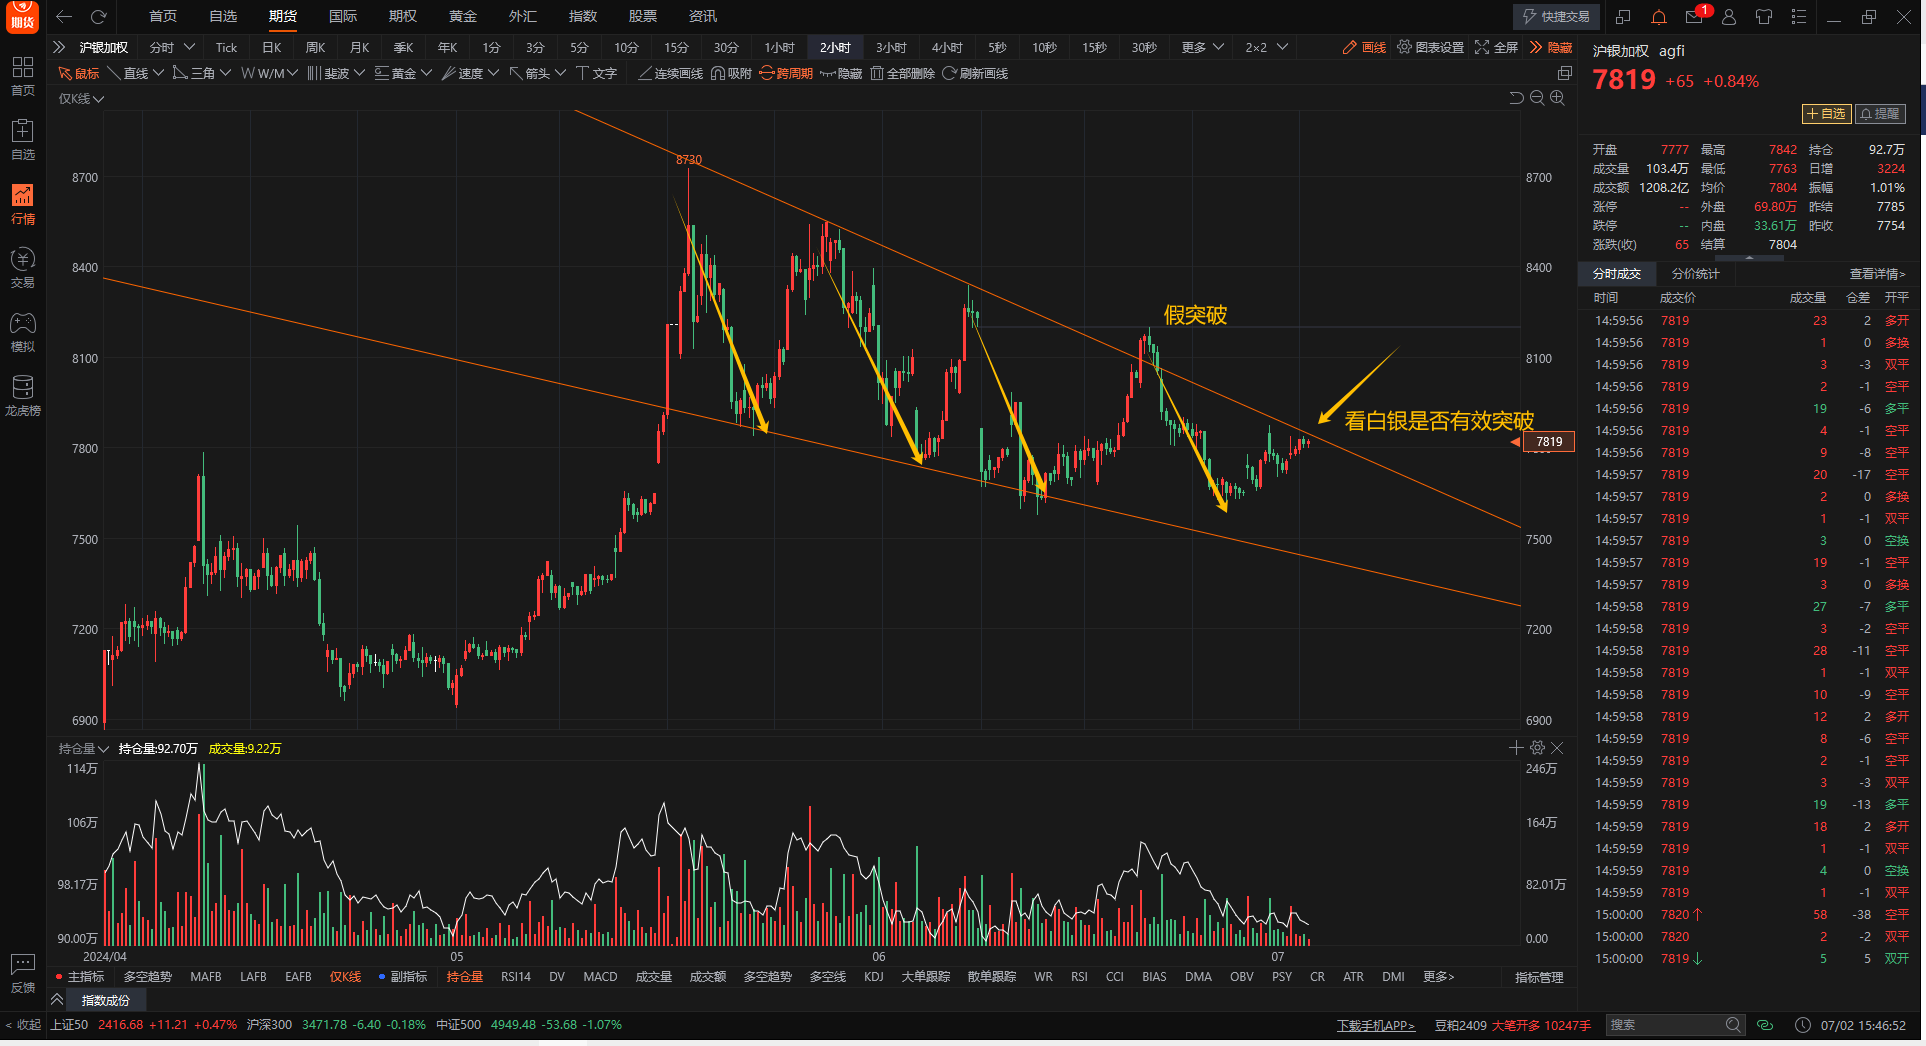 期货
首页 自选 期货 国际 期权 黄金 外汇 指数 股票 资讯 快捷交易 1
沪银加权 分时 Tick 日K 周K 月K 季K 年K 1分 3分 5分 10分 15分 30分 1小时 2小时 3小时 4小时 5秒 10秒 15秒 30秒 更多 2×2 画线 图表设置 全屏 隐藏
鼠标 直线 三角 W/M 斐波 黄金 速度 箭头 文字 连续画线 吸附 跨周期 隐藏 全部删除 刷新画线
仅K线
首页
自选
行情
交易
模拟
龙虎榜
反馈
8730
8700 8700
8400 8400
假突破
8100 8100
看白银是否有效突破
7800 7819
7500 7500
7200 7200
6900 6900
持仓量 持仓量:92.70万 成交量:9.22万
114万 246万
106万 164万
98.17万 82.01万
90.00万 0.00
2024/04 05 06 07
主指标 多空趋势 MAFB LAFB EAFB 仅K线 副指标 持仓量 RSI14 DV MACD 成交量 成交额 多空趋势 多空线 KDJ 大单跟踪 散单跟踪 WR RSI CCI BIAS DMA OBV PSY CR ATR DMI 更多> 指标管理
指数成份
沪银加权 agfi
7819 +65 +0.84%
+自选 提醒
开盘 7777 最高 7842 持仓 92.7万
成交量 103.4万 最低 7763 日增 3224
成交额 1208.2亿 均价 7804 振幅 1.01%
涨停 -- 外盘 69.80万 昨结 7785
跌停 -- 内盘 33.61万 昨收 7754
涨跌(收) 65 结算 7804
分时成交 分价统计 查看详情>
时间 成交价 成交量 仓差 开平
14:59:56 7819 23 2 多开
14:59:56 7819 1 0 多换
14:59:56 7819 3 -3 双平
14:59:56 7819 2 -1 空平
14:59:56 7819 19 -6 多平
14:59:56 7819 4 -1 空平
14:59:56 7819 9 -8 空平
14:59:57 7819 20 -17 空平
14:59:57 7819 2 0 多换
14:59:57 7819 1 -1 双平
14:59:57 7819 3 0 空换
14:59:57 7819 19 -1 空平
14:59:57 7819 3 0 多换
14:59:58 7819 27 -7 多平
14:59:58 7819 3 -2 空平
14:59:58 7819 28 -11 空平
14:59:58 7819 1 -1 双平
14:59:58 7819 10 -9 空平
14:59:58 7819 12 2 多开
14:59:59 7819 8 -6 空平
14:59:59 7819 2 -1 空平
14:59:59 7819 3 -3 双平
14:59:59 7819 19 -13 多平
14:59:59 7819 18 2 多开
14:59:59 7819 1 -1 双平
14:59:59 7819 4 0 空换
14:59:59 7819 1 -1 双平
15:00:00 7820↑ 58 -38 空平
15:00:00 7820 2 -2 双平
15:00:00 7819↓ 5 5 双开
< 收起 上证50 2416.68 +11.21 +0.47% 沪深300 3471.78 -6.40 -0.18% 中证500 4949.48 -53.68 -1.07% 下载手机APP> 豆粕2409 大笔开多 10247手 搜索 07/02 15:46:52